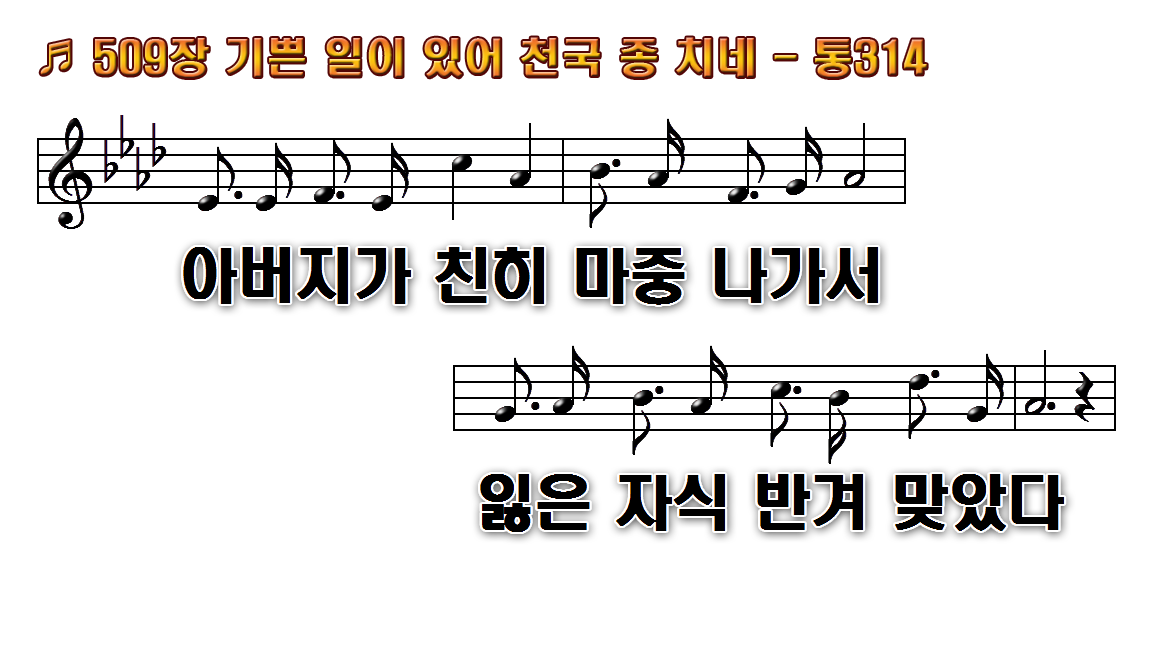 ♬ 509장 기쁜 일이 있어 천국 종 치네 - 통314
아버지가 친히 마중 나가서
잃은 자식 반겨 맞았다